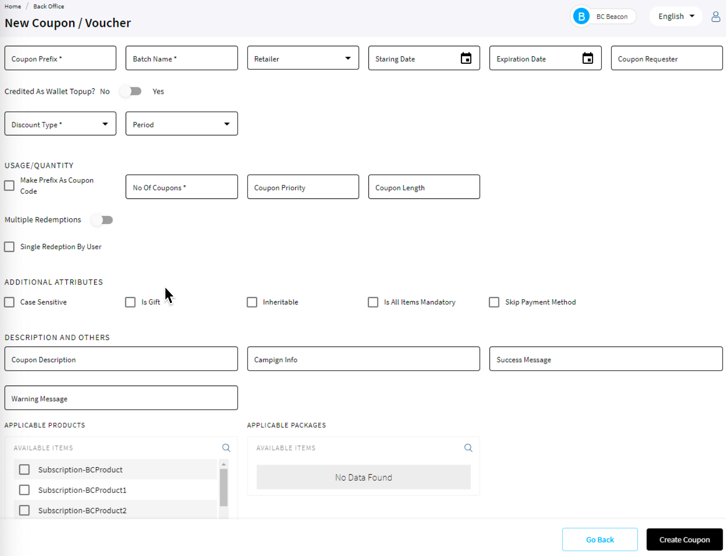 Home / Back Office
New Coupon / Voucher
B BC Beacon
English
Coupon Prefix *
Batch Name *
Retailer
Staring Date
Expiration Date
Coupon Requester
Credited As Wallet Topup? No Yes
Discount Type *
Period
USAGE/QUANTITY
Make Prefix As Coupon
Code
No Of Coupons *
Coupon Priority
Coupon Length
Multiple Redemptions
Single Redeption By User
ADDITIONAL ATTRIBUTES
Case Sensitive
Is Gift
Inheritable
Is All Items Mandatory
Skip Payment Method
DESCRIPTION AND OTHERS
Coupon Description
Campaign Info
Success Message
Warning Message
APPLICABLE PRODUCTS
APPLICABLE PACKAGES
AVAILABLE ITEMS
AVAILABLE ITEMS
Subscription-BCProduct
No Data Found
Subscription-BCProduct1
Subscription-BCProduct2
Go Back
Create Coupon